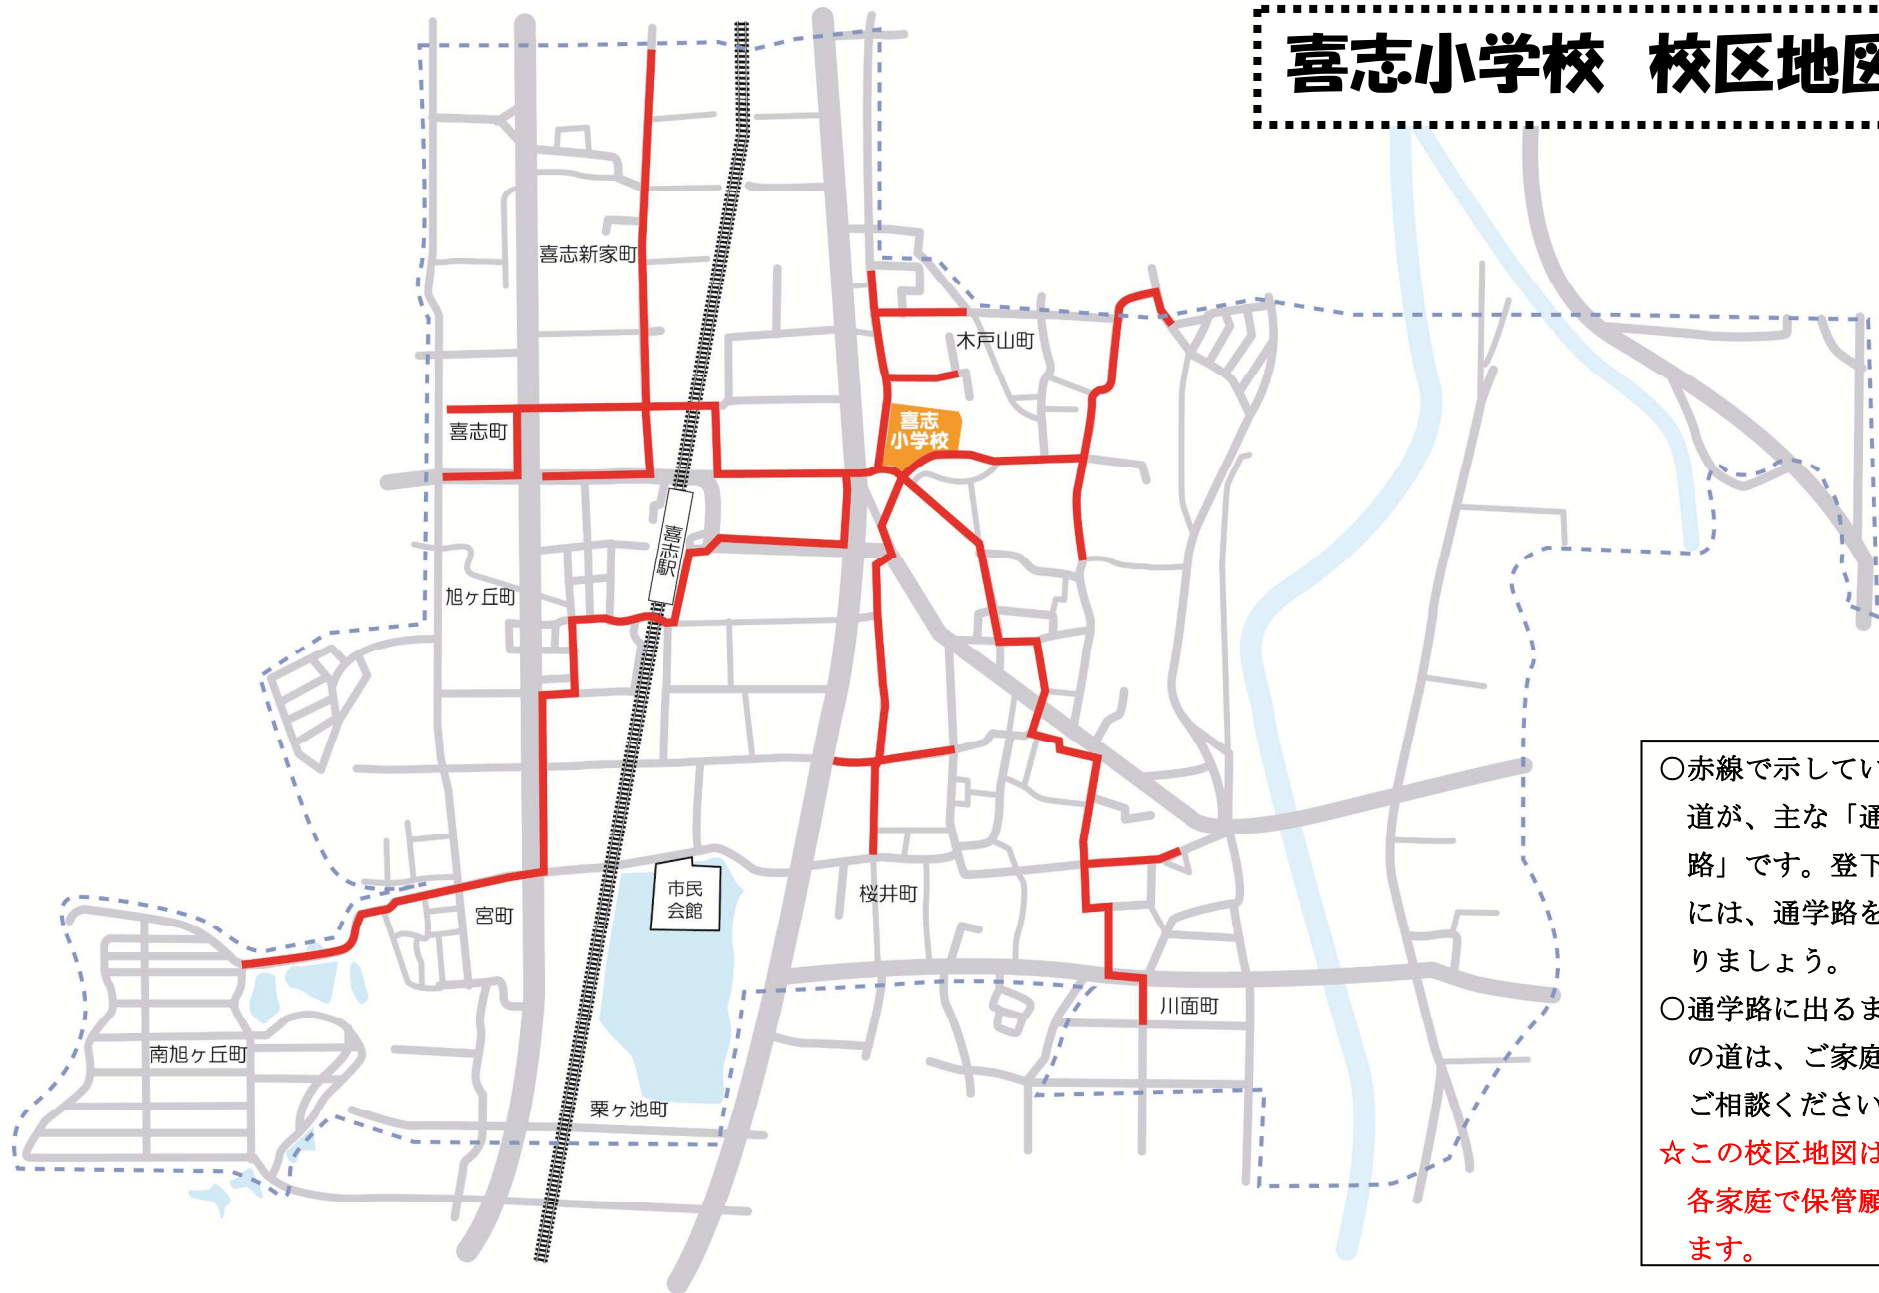 喜志小学校 校区地図
喜志新家町
木戸山町
喜志
小学校
喜志町
喜志駅
旭ヶ丘町
○赤線で示してい
道が、主な「通
路」です。登下
には、通学路を
りましょう。
○通学路に出るま
の道は、ご家庭
ご相談ください
☆この校区地図は
各家庭で保管願
ます。
市民
会館
桜井町
宮町
川面町
南旭ヶ丘町
粟ヶ池町